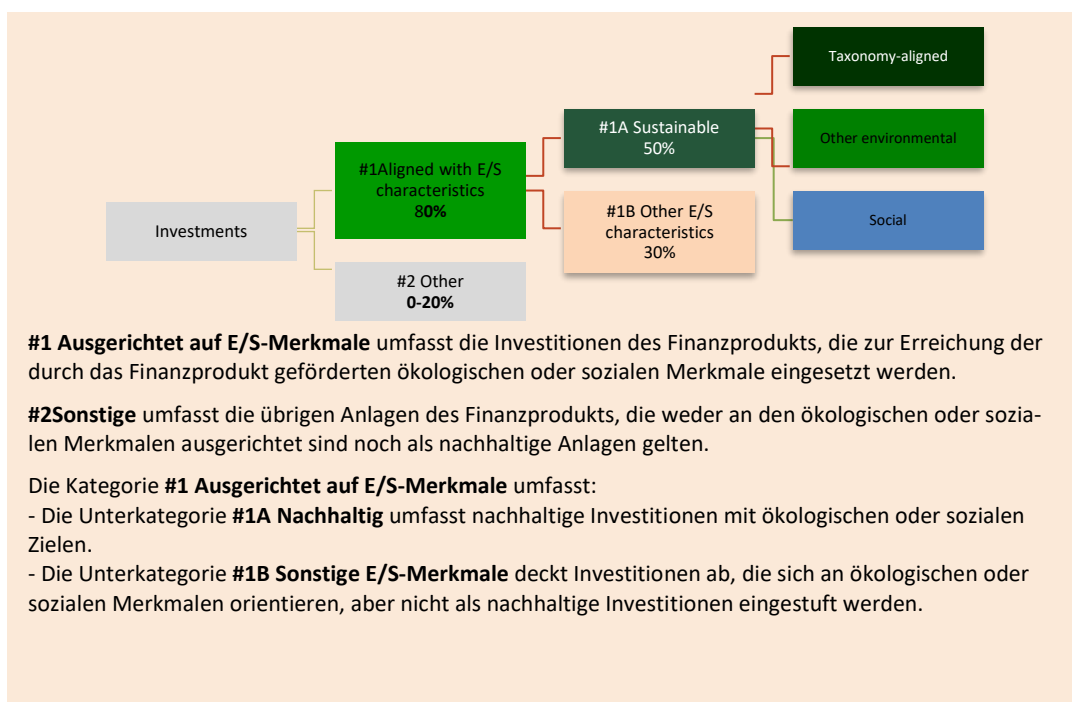 Taxonomy-aligned
#1A Sustainable
50%
Other environmental
#1Aligned with E/S
characteristics
80%
#1B Other E/S
characteristics
30%
Social
Investments
#2 Other
0-20%
#1 Ausgerichtet auf E/S-Merkmale umfasst die Investitionen des Finanzprodukts, die zur Erreichung der
durch das Finanzprodukt geförderten ökologischen oder sozialen Merkmale eingesetzt werden.
#2Sonstige umfasst die übrigen Anlagen des Finanzprodukts, die weder an den ökologischen oder sozia-
len Merkmalen ausgerichtet sind noch als nachhaltige Anlagen gelten.
Die Kategorie #1 Ausgerichtet auf E/S-Merkmale umfasst:
- Die Unterkategorie #1A Nachhaltig umfasst nachhaltige Investitionen mit ökologischen oder sozialen
Zielen.
- Die Unterkategorie #1B Sonstige E/S-Merkmale deckt Investitionen ab, die sich an ökologischen oder
sozialen Merkmalen orientieren, aber nicht als nachhaltige Investitionen eingestuft werden.